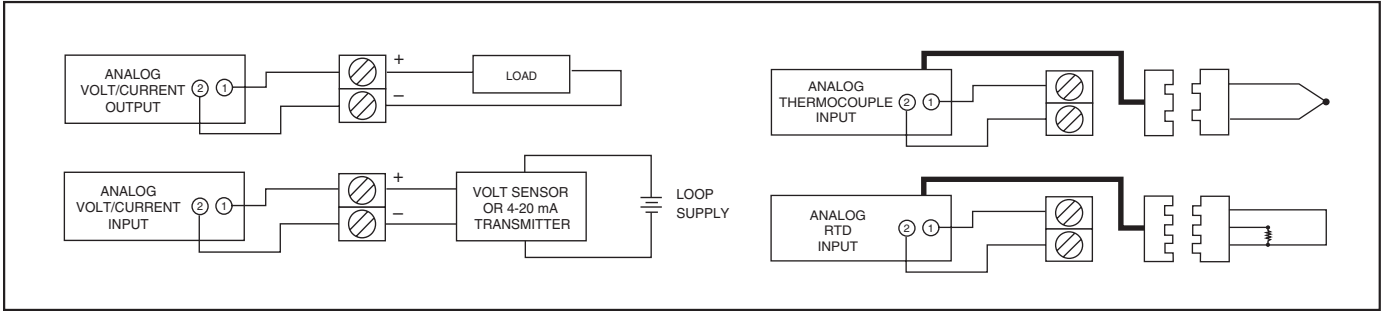 ANALOG
VOLT/CURRENT
OUTPUT
2 1
+
–
LOAD
ANALOG
VOLT/CURRENT
INPUT
2 1
+
–
VOLT SENSOR
OR 4-20 mA
TRANSMITTER
LOOP
SUPPLY
ANALOG
THERMOCOUPLE
INPUT
2 1
ANALOG
RTD
INPUT
2 1